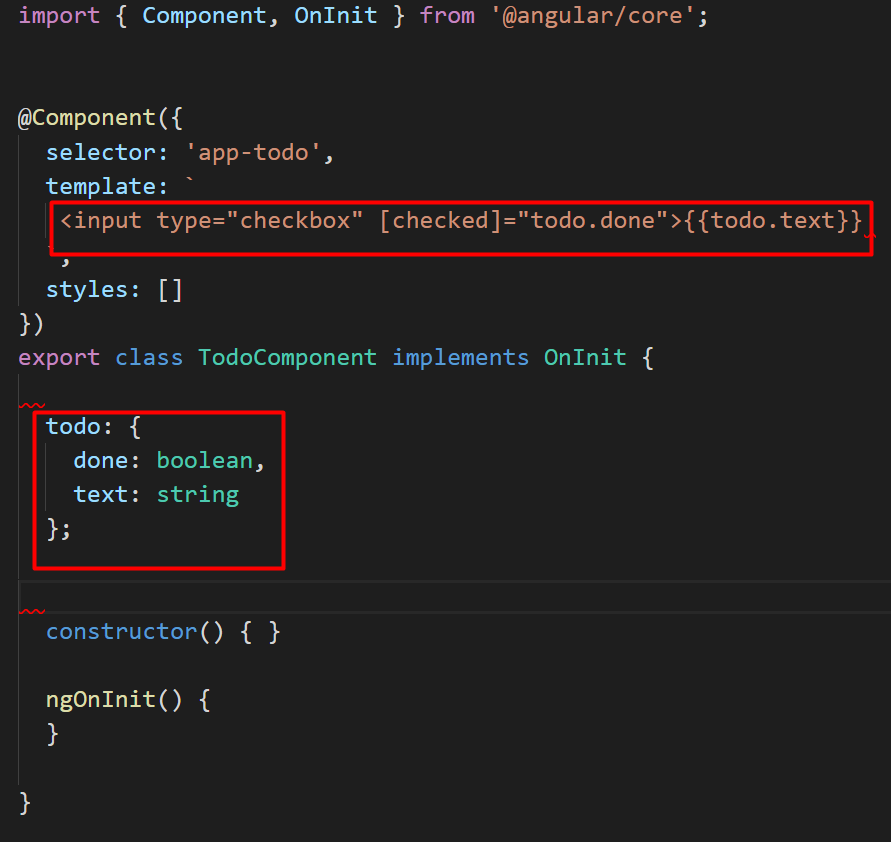 import { Component, OnInit } from '@angular/core';
@Component({
selector: 'app-todo',
template: `
<input type="checkbox" [checked]="todo.done">{{todo.text}}
`,
styles: []
})
export class TodoComponent implements OnInit {
todo: {
done: boolean,
text: string
};
constructor() { }
ngOnInit() {
}
}